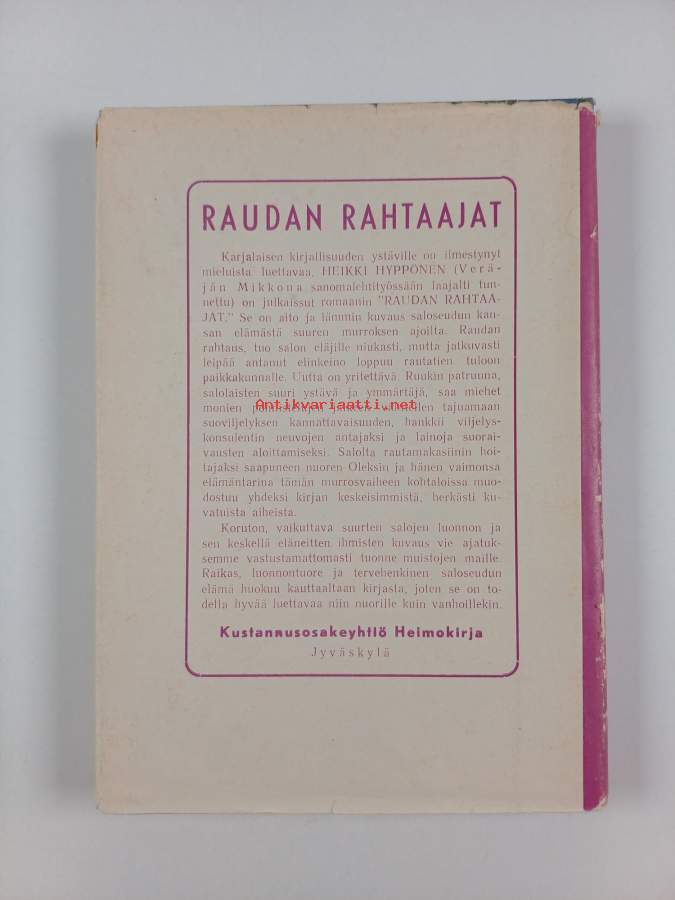 RAUDAN RAHTAAJAT
Karjalaisen kirjallisuuden ystäville on ilmestynyt
mieluista luettavaa. HEIKKI HYPPÖNEN (Verä-
jän Mikkona sanomalehtityössään laajalti tun-
nettu) on julkaissut romaanin "RAUDAN RAHTAA-
JAT." Se on aito ja lämmin kuvaus saloseudun kan-
san elämästä suuren murroksen ajoilta. Raudan
rahtaus, tuo salon eläjille niukasti, mutta jatkuvasti
leipää antanut elinkeino loppuu rautatien tuloon
paikkakunnalle. Uutta on yritettävä. Ruukin patruuna,
salolaisten suuri ystävä ja ymmärtäjä, saa miehet
monien tajuamaan
Antikvariaatti.net
suoviljelyksen kannattavaisuuden, hankkii viljelys-
konsulentin neuvojen antajaksi ja lainoja suorai-
vausten aloittamiseksi. Salolta rautamakasiinin hoi-
tajaksi saapuneen nuoren Oleksin ja hänen vaimonsa
elämäntarina tämän murrosvaiheen kohtaloissa muo-
dostuu yhdeksi kirjan keskeisimmistä, herkästi ku-
vatuista aiheista.
Koruton, vaikuttava suurten salojen luonnon ja
sen keskellä eläneitten ihmisten kuvaus vie ajatuk-
semme vastustamattomasti tuonne muistojen maille.
Raikas, luonnontuore ja tervehenkinen saloseudun
elämä huokuu kauttaaltaan kirjasta, joten se on to-
della hyvää luettavaa niin nuorille kuin vanhoillekin.
Kustannusosakeyhtiö Heimokirja
Jyväskylä